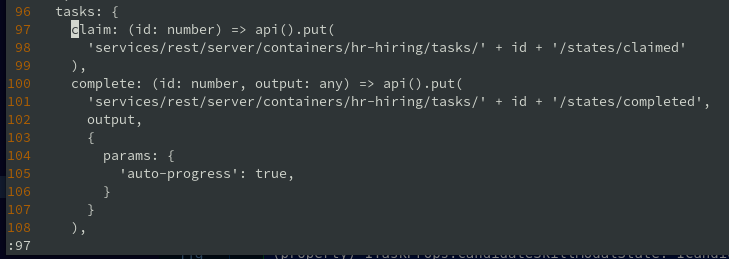 96   tasks: {
97     claim: (id: number) => api().put(
98       'services/rest/server/containers/hr-hiring/tasks/' + id + '/states/claimed'
99     ),
100     complete: (id: number, output: any) => api().put(
101       'services/rest/server/containers/hr-hiring/tasks/' + id + '/states/completed',
102       output,
103       {
104         params: {
105           'auto-progress': true,
106         }
107       }
108     ),
:97